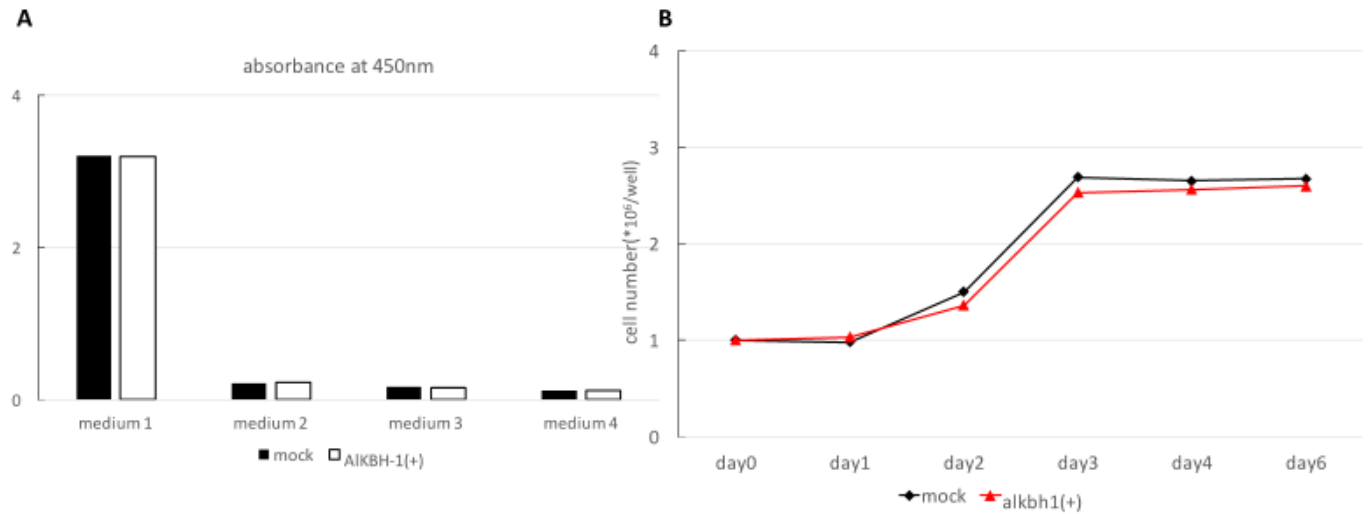 A
absorbance at 450nm
4
2
0
medium 1 medium 2 medium 3 medium 4
mock AlKBH-1(+)
B
cell number(*10⁶/well)
4
3
2
1
0
day0 day1 day2 day3 day4 day6
mock alkbh1(+)